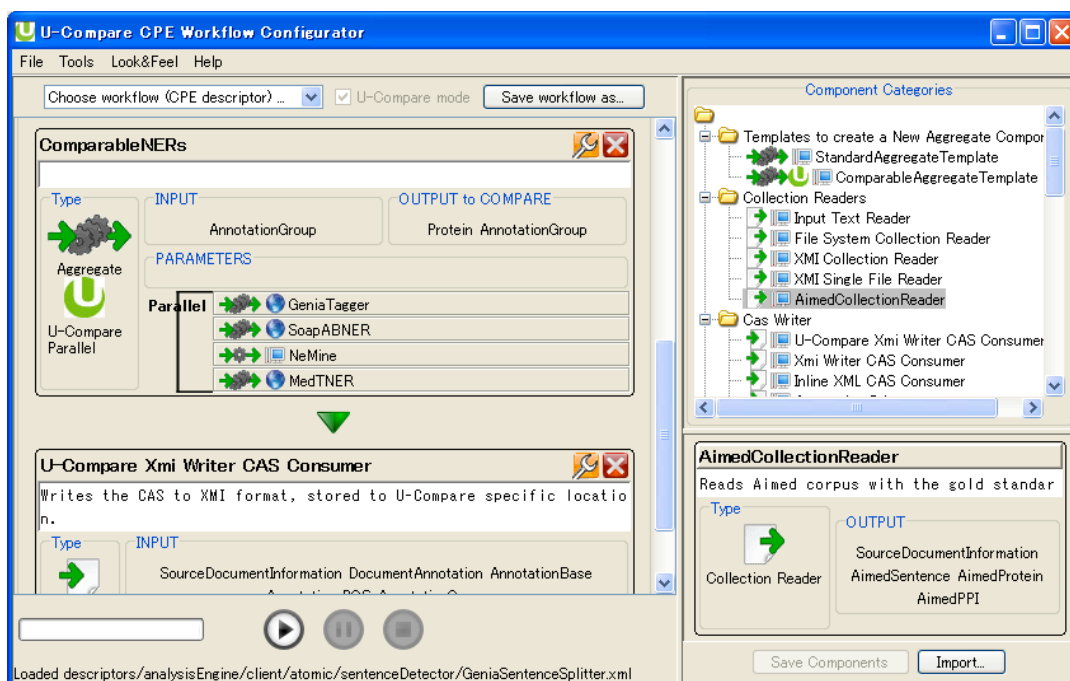 U-Compare CPE Workflow Configurator
File Tools Look&Feel Help
Choose workflow (CPE descriptor) ...
U-Compare mode
Save workflow as...
ComparableNERs
Type
Aggregate
U-Compare
Parallel
INPUT
AnnotationGroup
OUTPUT to COMPARE
Protein AnnotationGroup
PARAMETERS
Parallel
GeniaTagger
SoapABNER
NeMine
MedTNER
U-Compare Xmi Writer CAS Consumer
Writes the CAS to XMI format, stored to U-Compare specific locatio
n.
Type
INPUT
SourceDocumentInformation DocumentAnnotation AnnotationBase
Loaded descriptors/analysisEngine/client/atomic/sentenceDetector/GeniaSentenceSplitter.xml
Component Categories
Templates to create a New Aggregate Compor
StandardAggregateTemplate
ComparableAggregateTemplate
Collection Readers
Input Text Reader
File System Collection Reader
XMI Collection Reader
XMI Single File Reader
AimedCollectionReader
Cas Writer
U-Compare Xmi Writer CAS Consumer
Xmi Writer CAS Consumer
Inline XML CAS Consumer
AimedCollectionReader
Reads Aimed corpus with the gold standar
Type
Collection Reader
OUTPUT
SourceDocumentInformation
AimedSentence AimedProtein
AimedPPI
Save Components
Import...